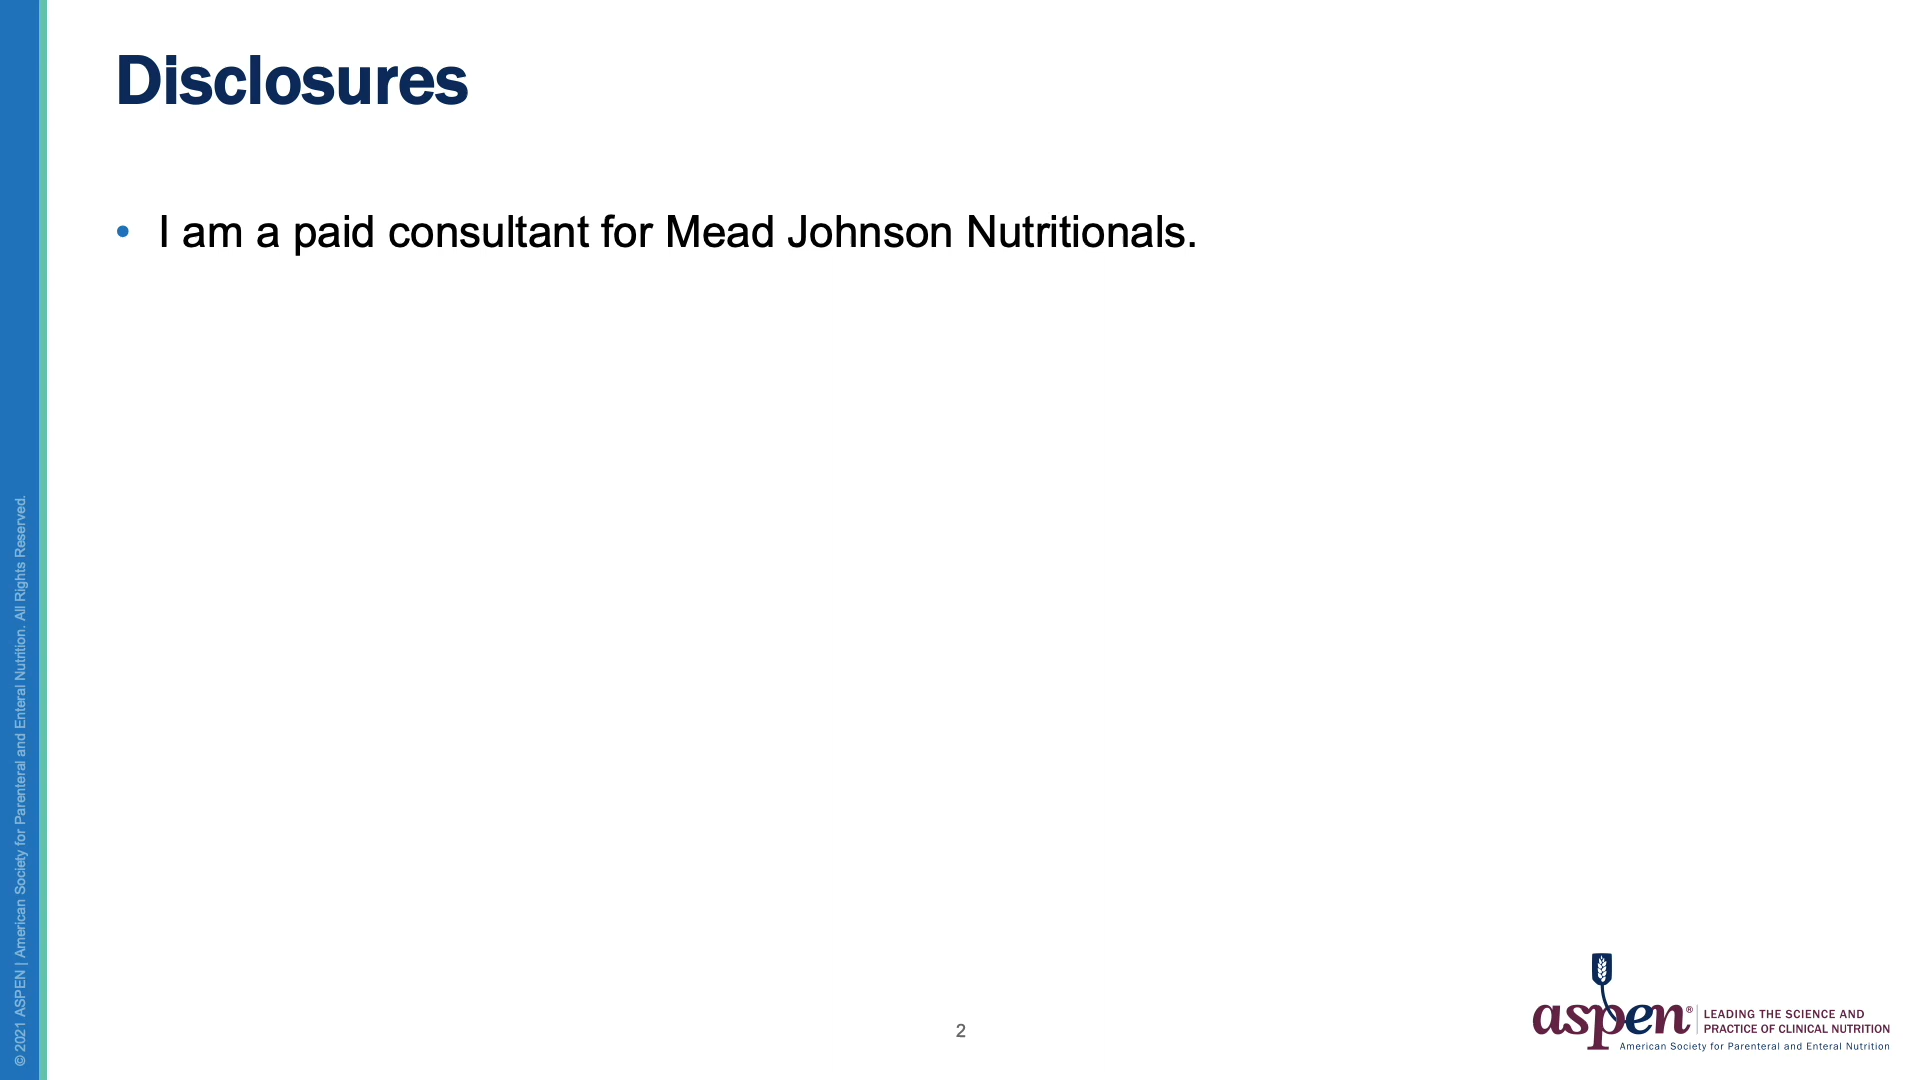 Disclosures
• I am a paid consultant for Mead Johnson Nutritionals.
© 2021 ASPEN | American Society for Parenteral and Enteral Nutrition. All Rights Reserved.
2
aspen® | LEADING THE SCIENCE AND
PRACTICE OF CLINICAL NUTRITION
American Society for Parenteral and Enteral Nutrition